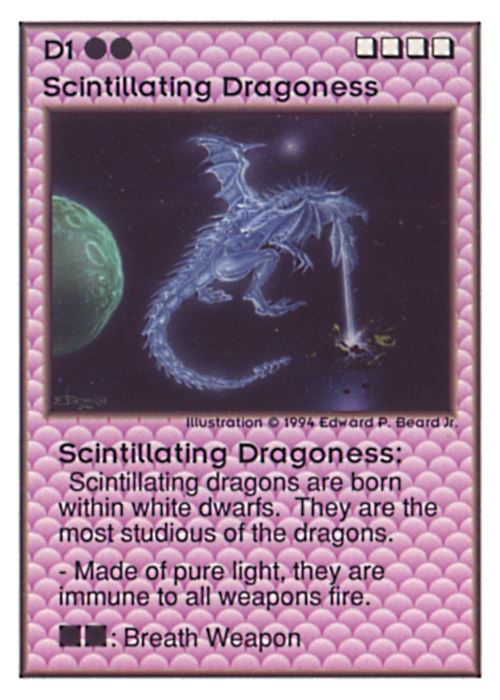 D1
Scintillating Dragoness
Illustration © 1994 Edward P. Beard Jr.
Scintillating Dragoness:
Scintillating dragons are born
within white dwarfs. They are the
most studious of the dragons.
- Made of pure light, they are
immune to all weapons fire.
: Breath Weapon